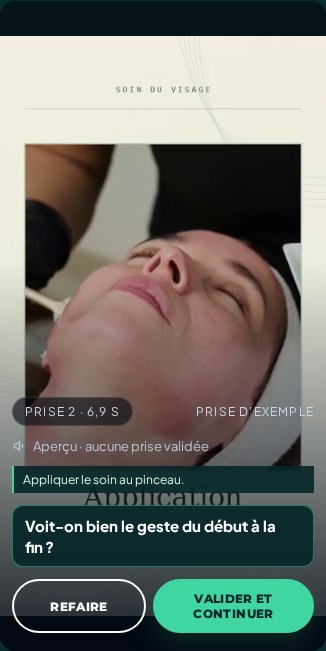 SOIN DU VISAGE
PRISE 2 · 6,9 S
PRISE D'EXEMPLE
Aperçu · aucune prise validée
Appliquer le soin au pinceau.
Application
Voit-on bien le geste du début à la
fin ?
REFAIRE
VALIDER ET
CONTINUER